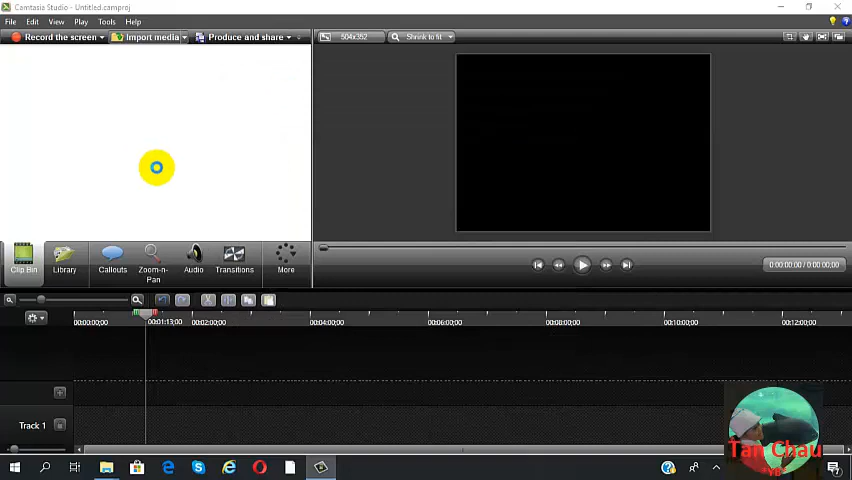 Camtasia Studio - Untitled.camproj
File Edit View Play Tools Help
Record the screen Import media Produce and share 504x352 Shrink to fit
Clip Bin Library Callouts Zoom-n-Pan Audio Transitions More
0:00:00;00 / 0:00:00;00
00:00:00;00 00:01:13;00 00:02:00;00 00:04:00;00 00:06:00;00 00:08:00;00 00:10:00;00 00:12:00;00
Track 1
Tan Chau
"YB"